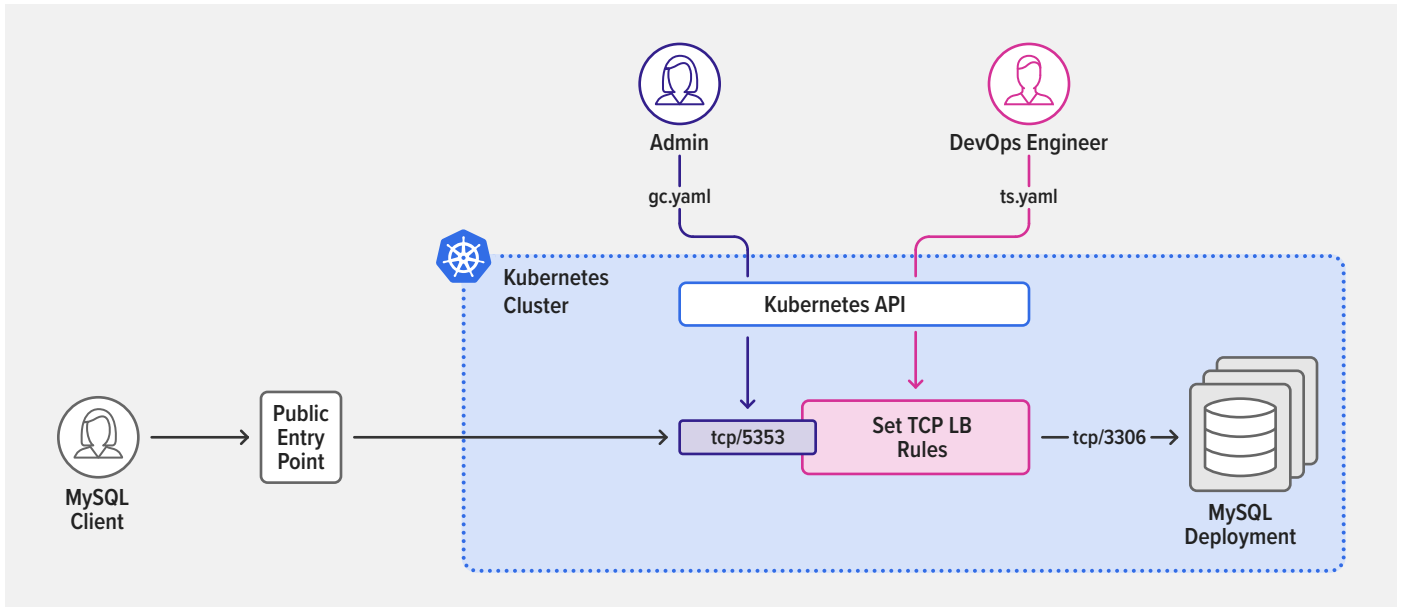 Admin
DevOps Engineer
gc.yaml
ts.yaml
Kubernetes
Cluster
Kubernetes API
MySQL
Client
Public
Entry
Point
tcp/5353
Set TCP LB
Rules
tcp/3306
MySQL
Deployment